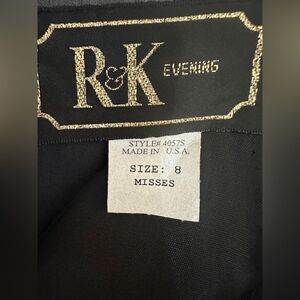 R&K EVENING
STYLE# 4057S
MADE IN U.S.A.
SIZE: 8
MISSES